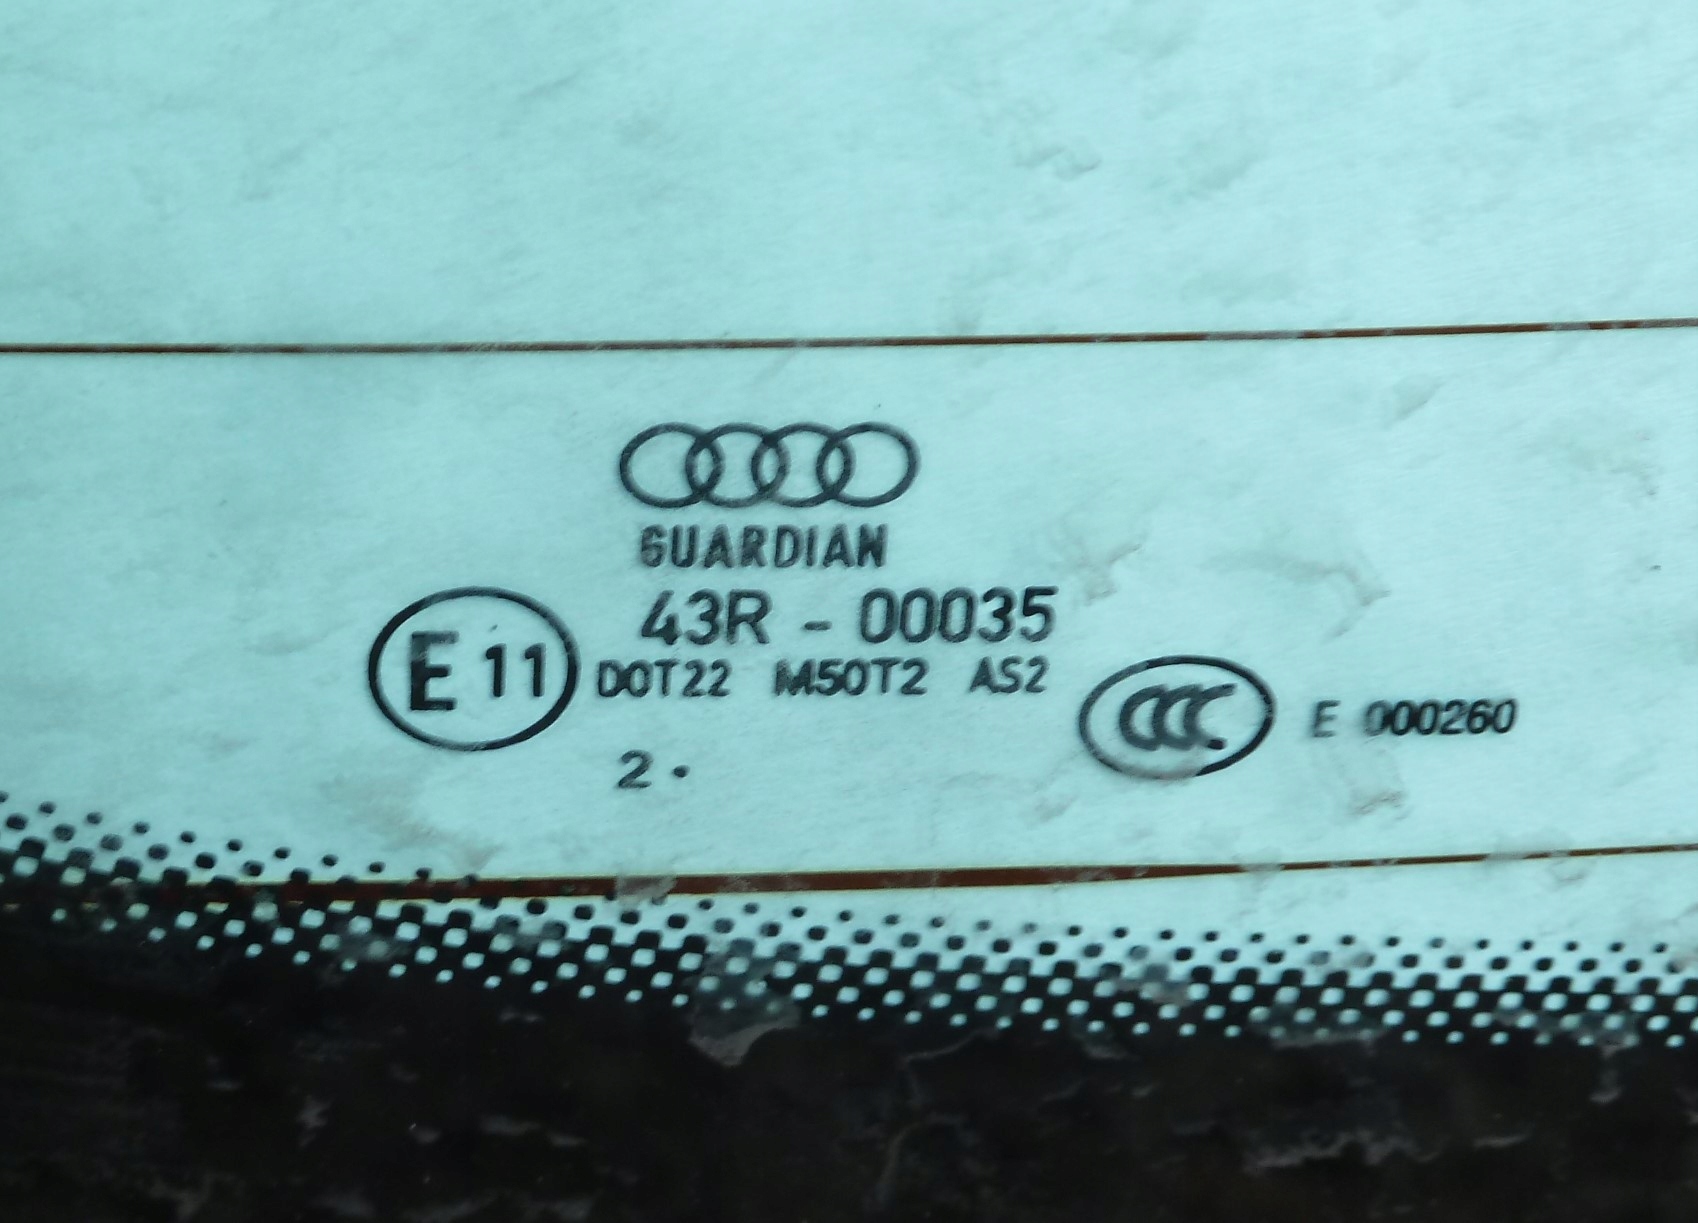 GUARDIAN
43R - 00035
E 11
DOT22 M50T2 AS2
CCC
E 000260
2 .